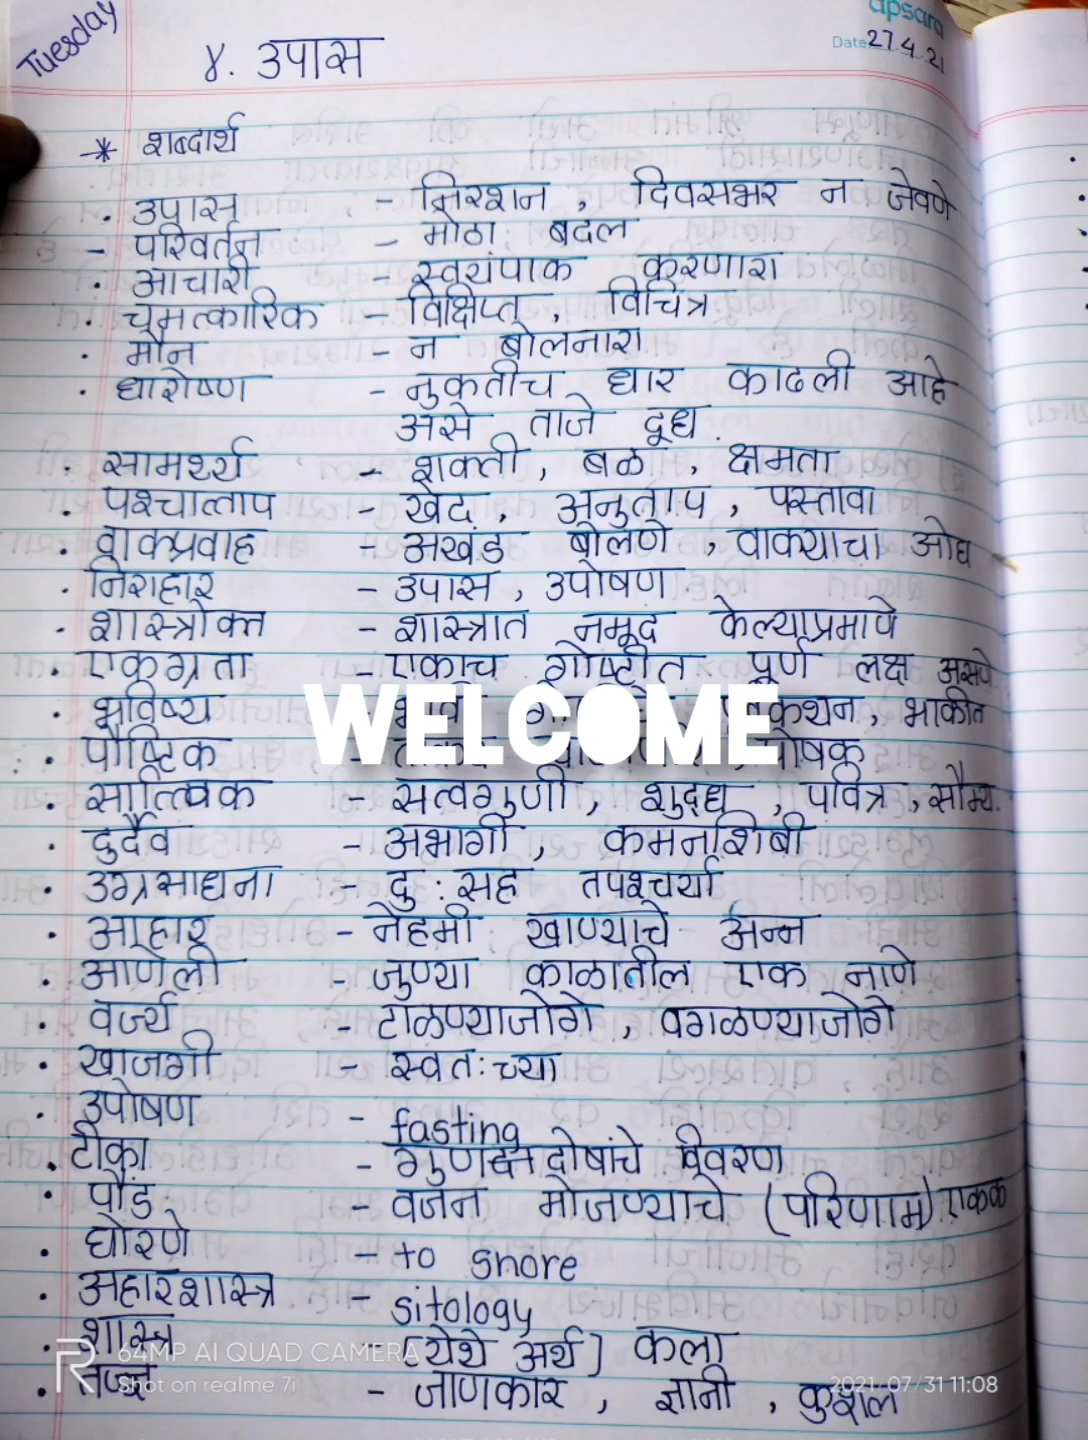 Tuesday
apsara
Date 27.4.21
४. उपास
* शब्दार्थ
. उपास - निरशन, दिवसभर न जेवणे
- परिवर्तन - मोठा बदल
. आचारी - स्वयंपाक करणारा
. चमत्कारिक - विक्षिप्त, विचित्र
. मौन - न बोलनारा
. धारोष्ण - नुकतीच धार काढली आहे
असे ताजे दूध.
. सामर्थ्य - शक्ती, बळ, क्षमता
. पश्चाताप - खेद, अनुताप, पस्तावा
. वाक्प्रवाह - अखंड बोलणे, वाक्याचा ओघ
. निराहार - उपास, उपोषण
. शास्त्रोक्त - शास्त्रात नमूद केल्याप्रमाणे
. एकग्रता - एकाच गोष्टीत पूर्ण लक्ष असणे
. भविष्य - भाकीत
WELCOME
. पौष्टिक - पोषक
. सात्त्विक - सत्वगुणी, शुद्ध, पवित्र, सौम्य.
. दुर्दैव - अभागी, कमनशिबी
. उग्रसाधना - दु:सह तपश्चर्या
. आहार - नेहमी खाण्याचे अन्न
. आणेली - जुण्या काळातील एक नाणे
. वर्ज्य - टाळण्याजोगे, वगळण्याजोगे
. खाजगी - स्वत:च्या
. उपोषण - fasting
. टीका - दोषांचे विवरण
. पौंड - वजन मोजण्याचे (परिणाम) एकक
. घोरणे - to snore
. अहारशास्त्र - sitology
. शास्त्र - [येथे अर्थ] कला
. तज्ज्ञ - जाणकार, ज्ञानी, कुशल
64MP AI QUAD CAMERA
Shot on realme 7i
2021/07/31 11:08